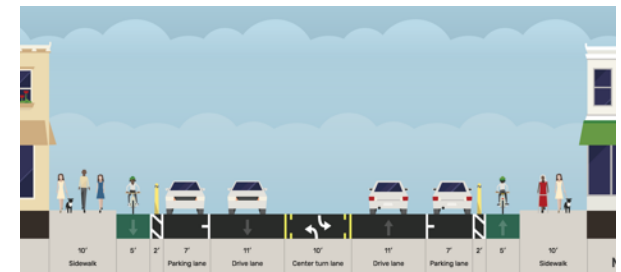 10' 5' 2' 7' 11' 10' 11' 7' 2' 5' 10'
Sidewalk Parking lane Drive lane Center turn lane Drive lane Parking lane Sidewalk